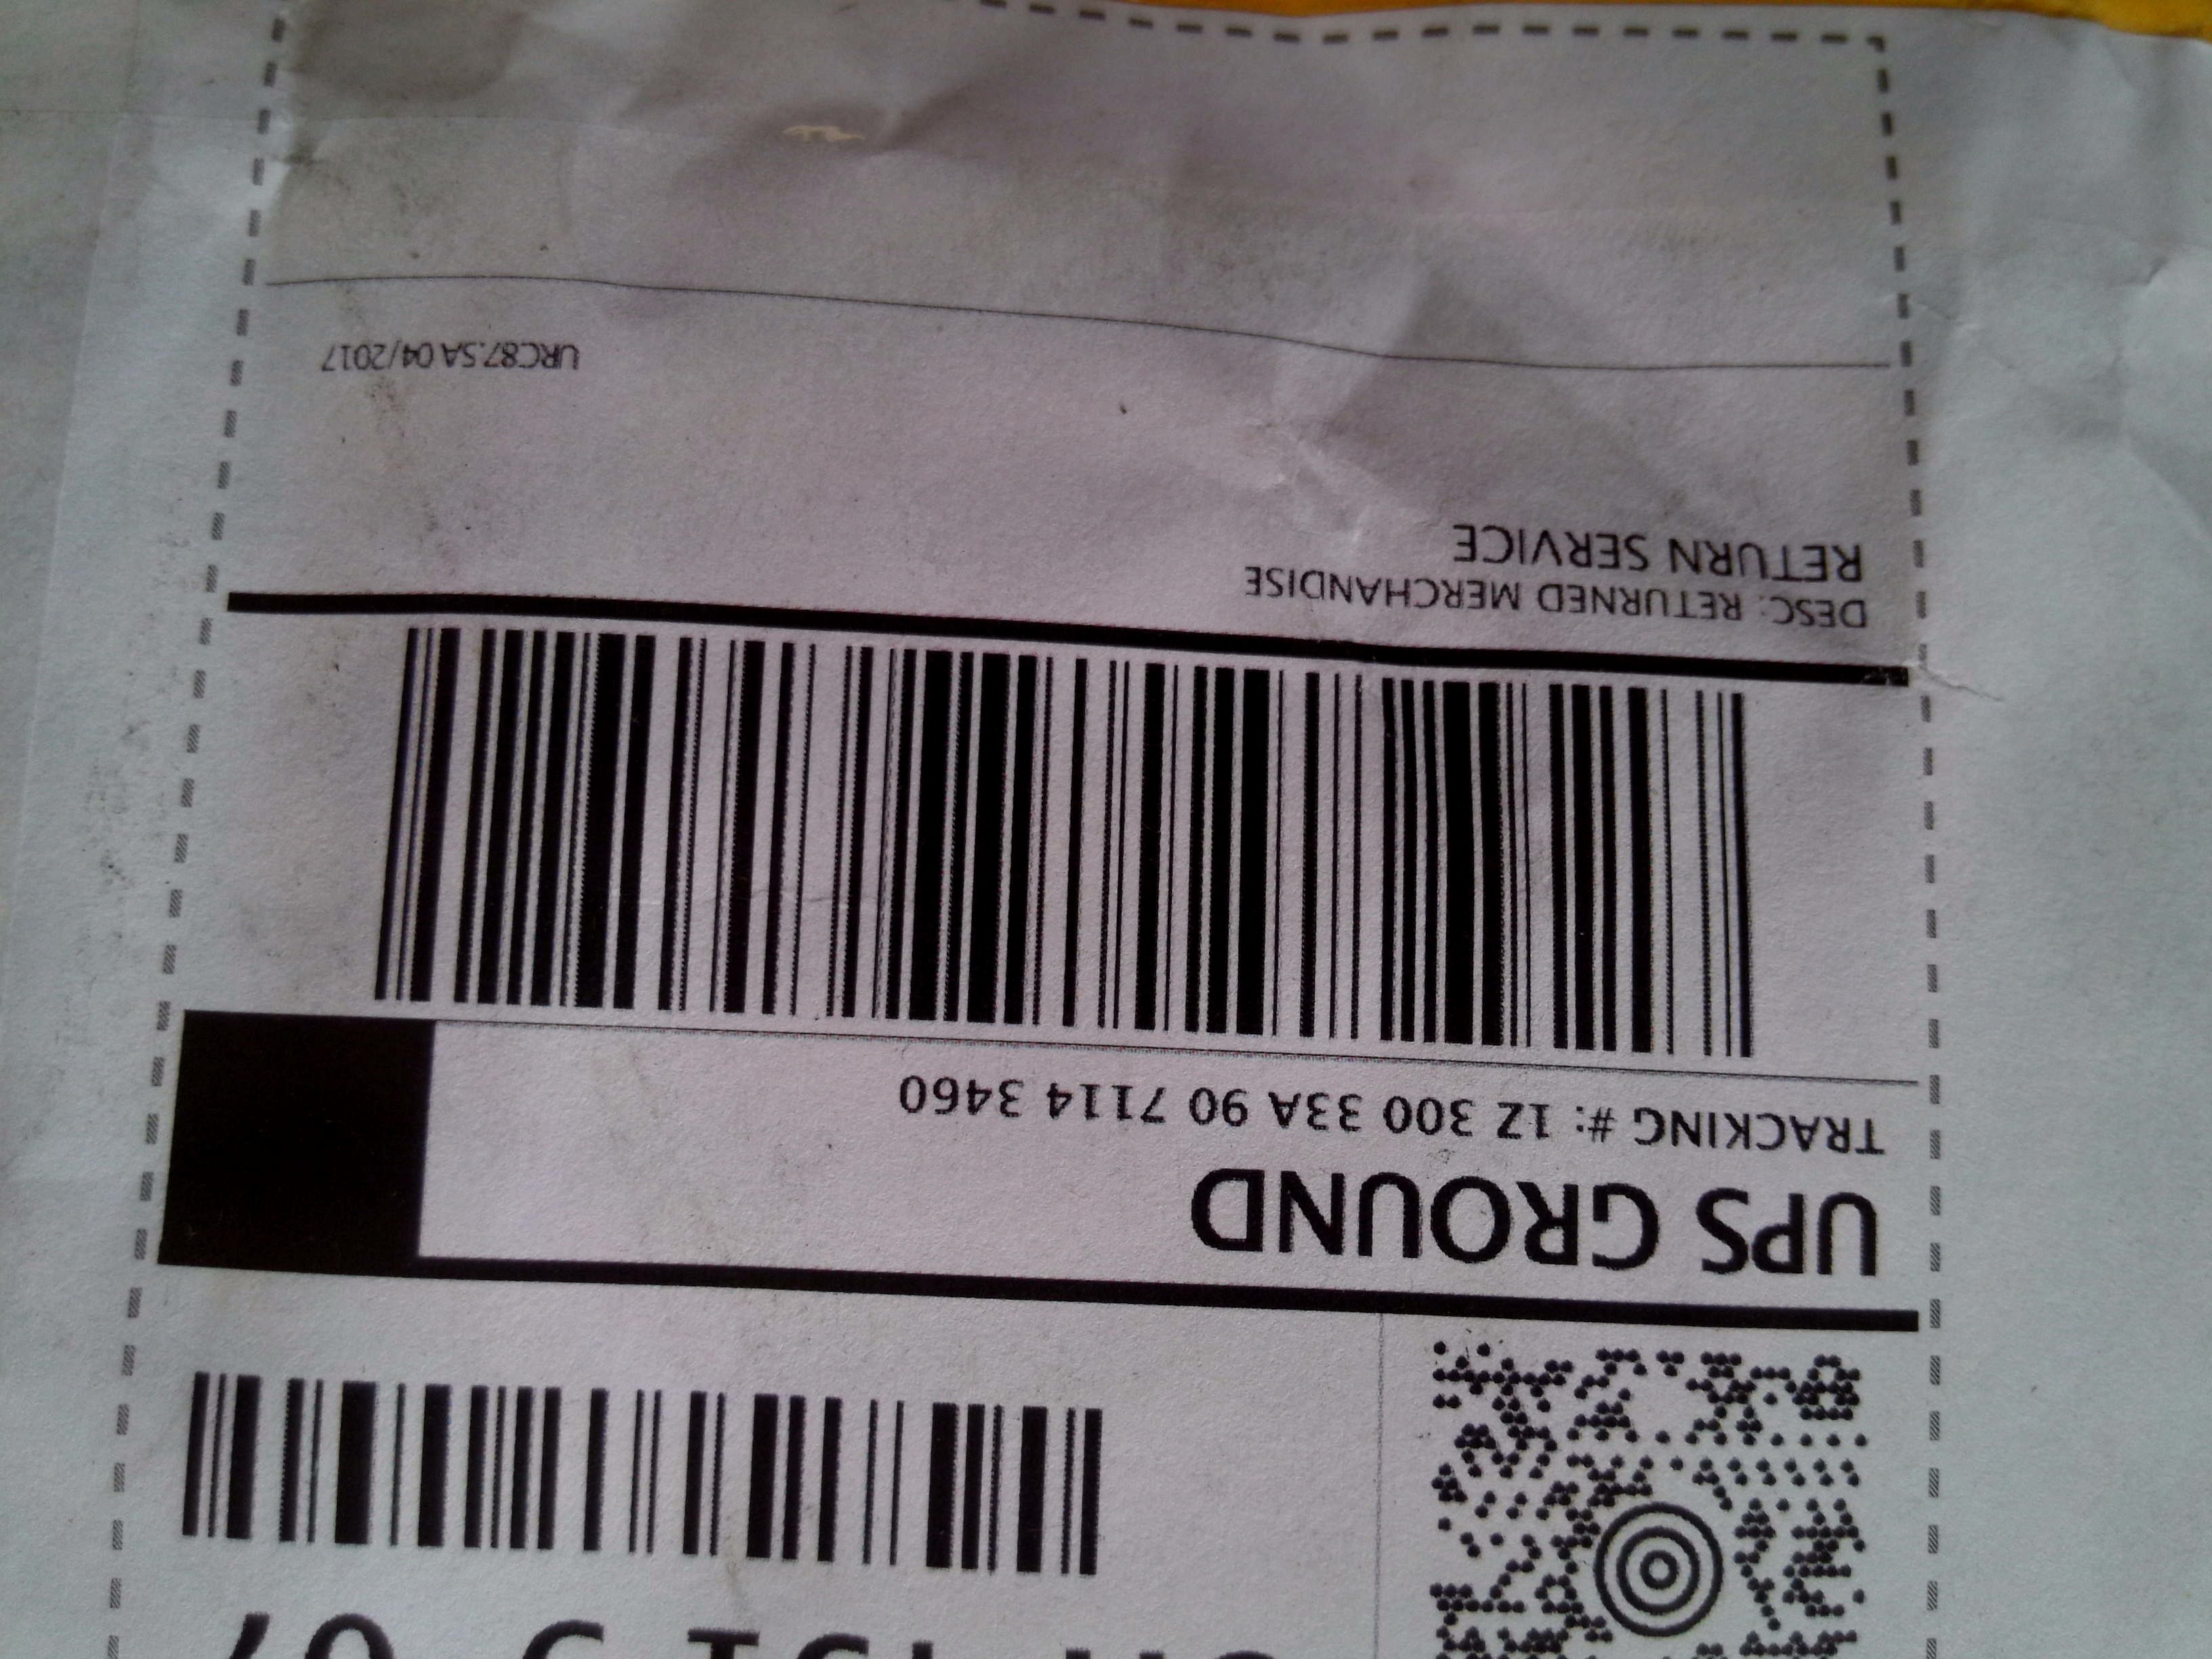 UPS GROUND
TRACKING #: 1Z 300 33A 90 7114 3460
DESC: RETURNED MERCHANDISE
RETURN SERVICE
URC87.5A 04/2017